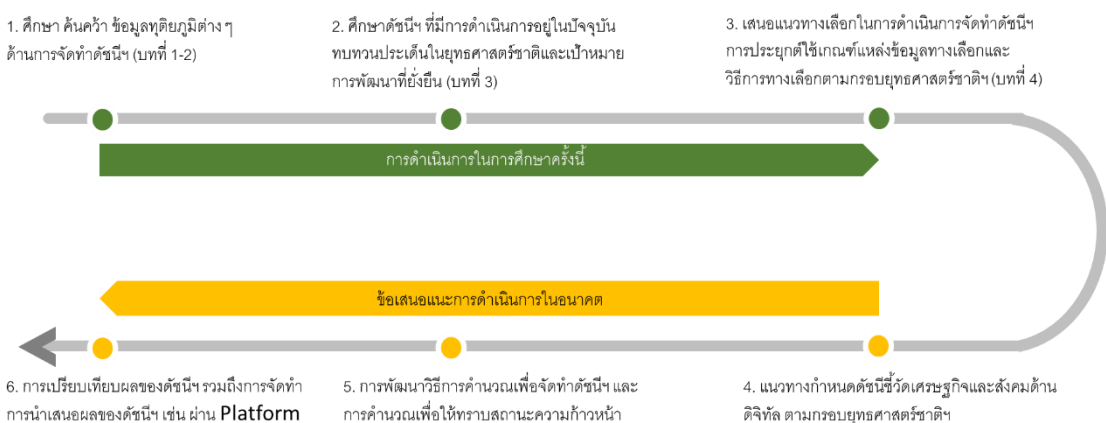 1. ศึกษา ค้นคว้า ข้อมูลทุติยภูมิต่าง ๆ
ด้านการจัดทำดัชนีฯ (บทที่ 1-2)
2. ศึกษาดัชนีฯ ที่มีการดำเนินการอยู่ในปัจจุบัน
ทบทวนประเด็นในยุทธศาสตร์ชาติและเป้าหมาย
การพัฒนาที่ยั่งยืน (บทที่ 3)
3. เสนอแนวทางเลือกในการดำเนินการจัดทำดัชนีฯ
การประยุกต์ใช้เกณฑ์แหล่งข้อมูลทางเลือกและ
วิธีการทางเลือกตามกรอบยุทธศาสตร์ชาติฯ (บทที่ 4)
การดำเนินการในการศึกษาครั้งนี้
ข้อเสนอแนะการดำเนินการในอนาคต
6. การเปรียบเทียบผลของดัชนีฯ รวมถึงการจัดทำ
การนำเสนอผลของดัชนีฯ เช่น ผ่าน Platform
5. การพัฒนาวิธีการคำนวณเพื่อจัดทำดัชนีฯ และ
การคำนวณเพื่อให้ทราบสถานะความก้าวหน้า
4. แนวทางกำหนดดัชนีชี้วัดเศรษฐกิจและสังคมด้าน
ดิจิทัล ตามกรอบยุทธศาสตร์ชาติฯ